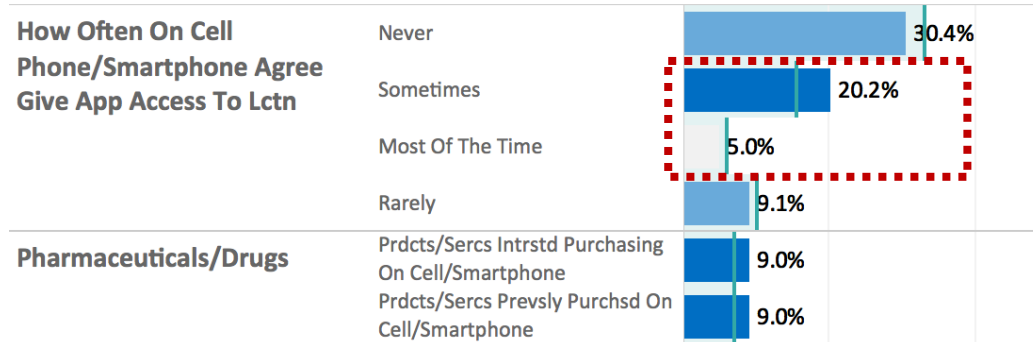 How Often On Cell
Phone/Smartphone Agree
Give App Access To Lctn
Never
30.4%
Sometimes
20.2%
Most Of The Time
5.0%
Rarely
9.1%
Pharmaceuticals/Drugs
Prdcts/Sercs Intrstd Purchasing
On Cell/Smartphone
9.0%
Prdcts/Sercs Prevsly Purchsd On
Cell/Smartphone
9.0%